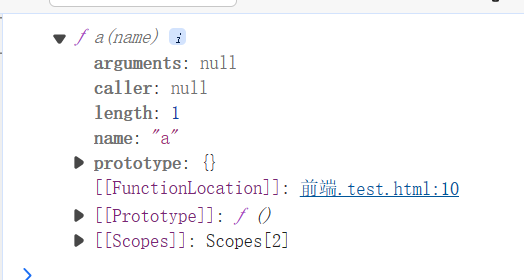 ƒ a(name) i
arguments: null
caller: null
length: 1
name: "a"
prototype: {}
[[FunctionLocation]]: 前端.test.html:10
[[Prototype]]: ƒ ()
[[Scopes]]: Scopes[2]